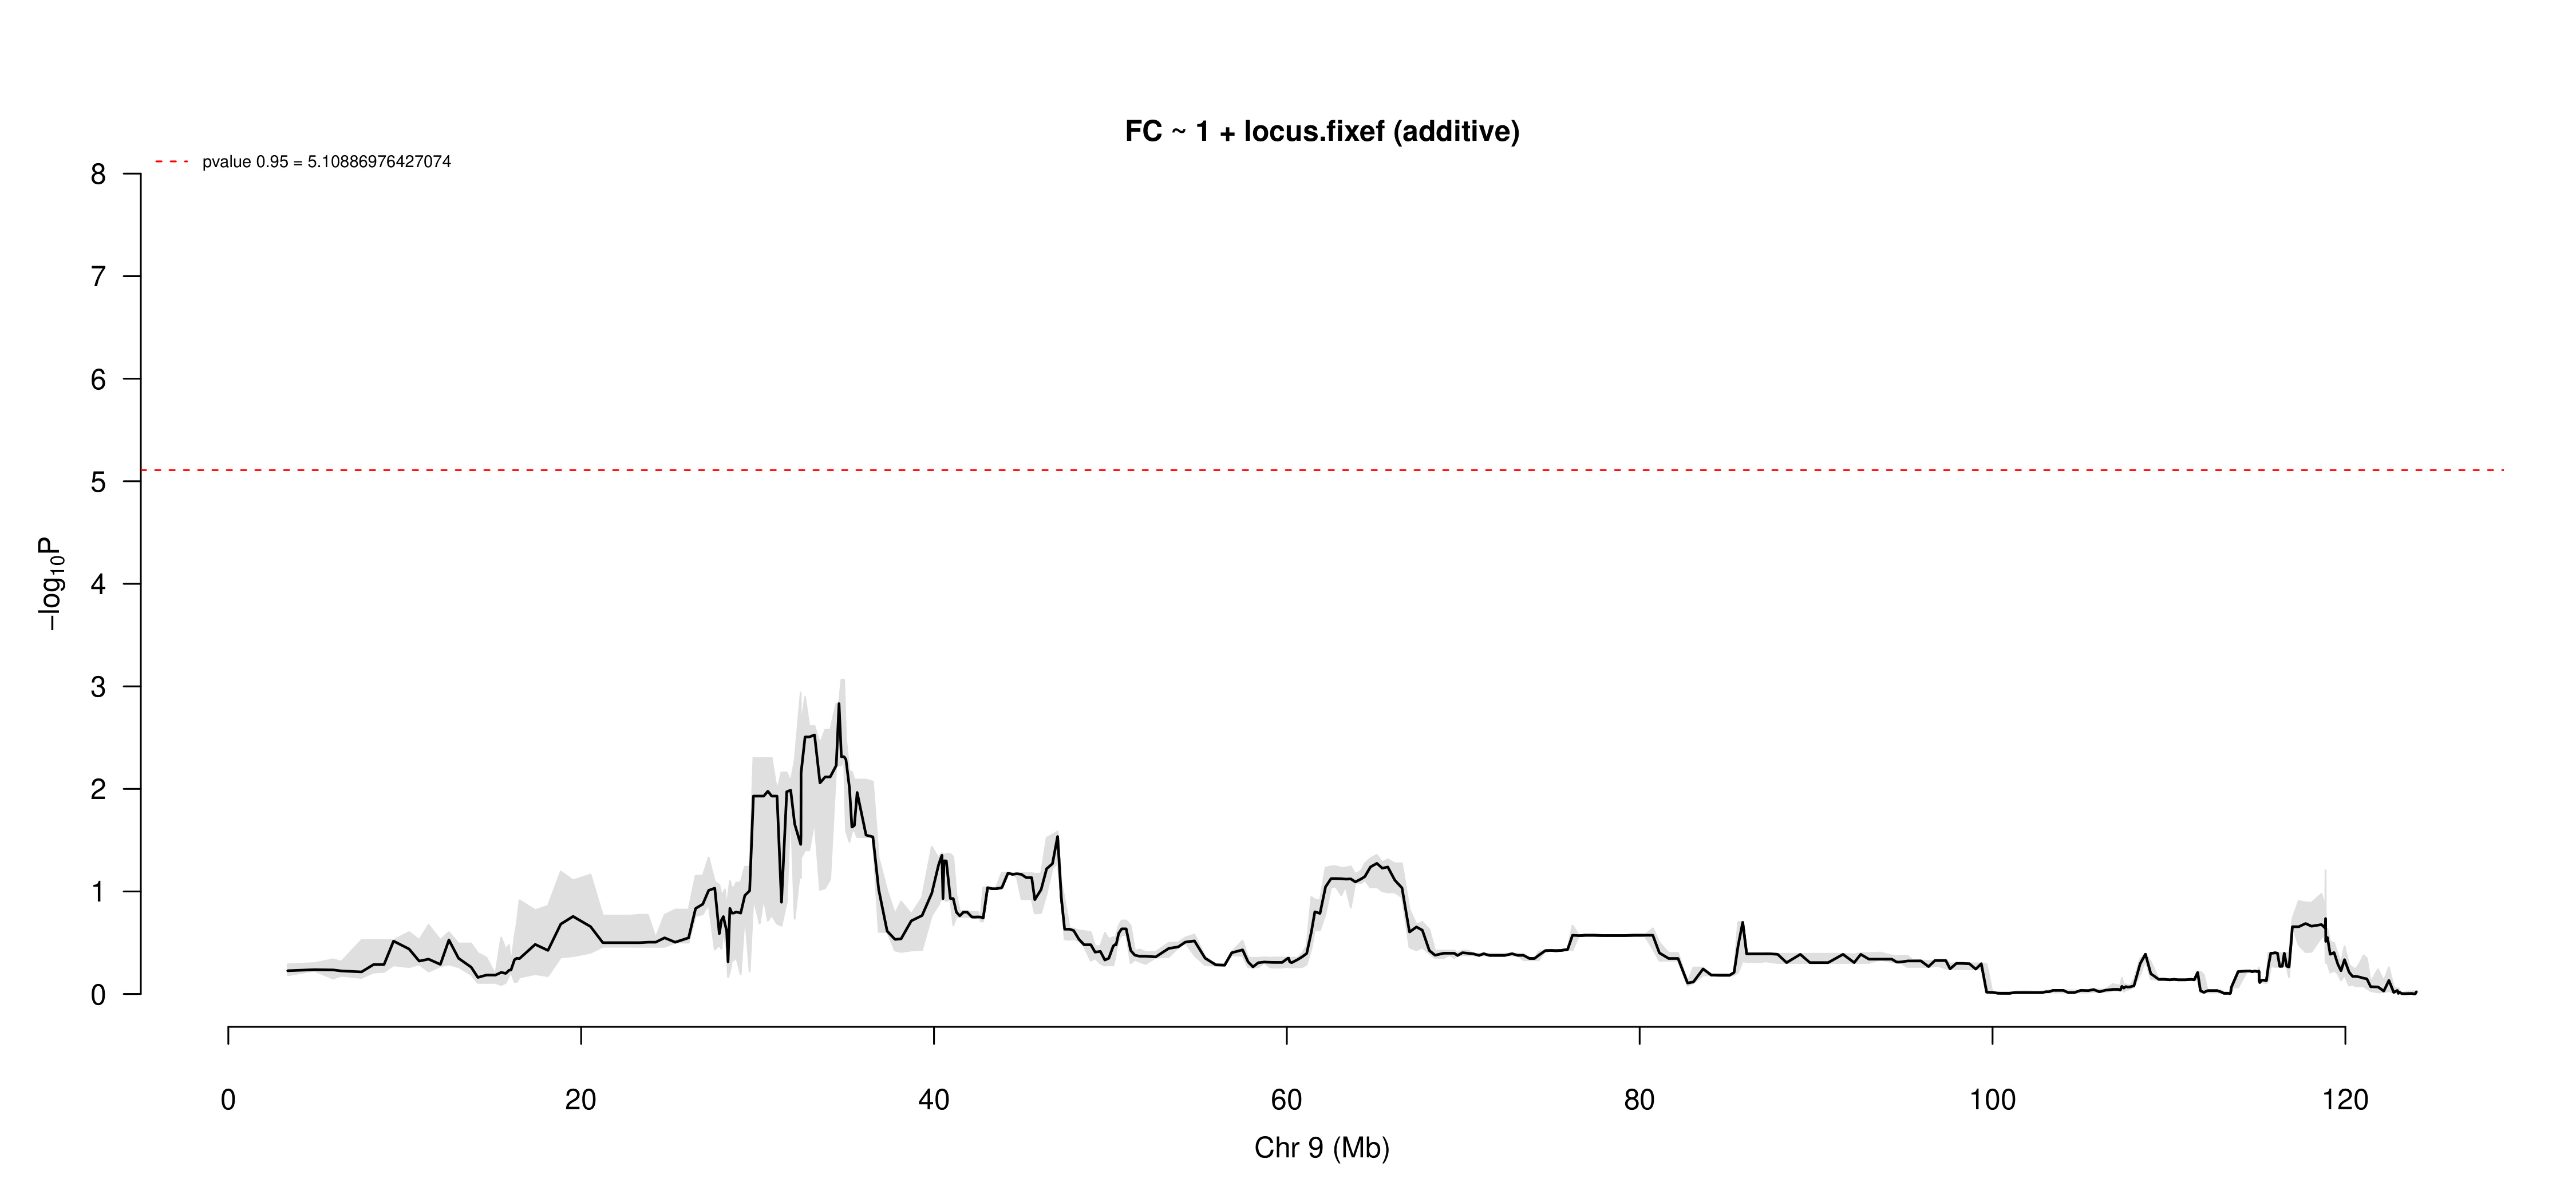 FC ~ 1 + locus.fixef (additive)
pvalue 0.95 = 5.10886976427074
8
7
6
5
4
3
2
1
0
−log10P
0 20 40 60 80 100 120
Chr 9 (Mb)